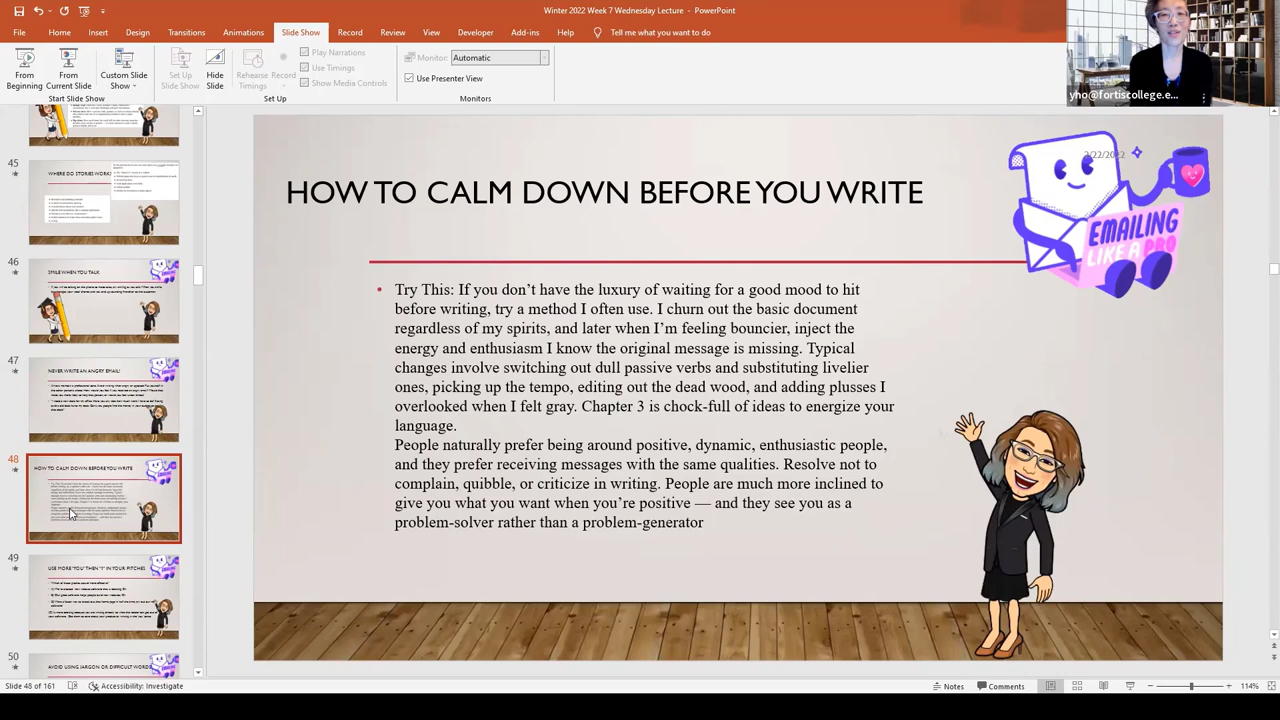 Winter 2022 Week 7 Wednesday Lecture - PowerPoint
File Home Insert Design Transitions Animations Slide Show Record Review View Developer Add-ins Help Tell me what you want to do
From Beginning
From Current Slide
Custom Slide Show
Set Up Slide Show
Hide Slide
Rehearse Timings
Record
Play Narrations
Use Timings
Show Media Controls
Monitor: Automatic
Use Presenter View
Start Slide Show
Set Up
Monitors
yho@fortiscollege.e...
45
WHERE DO STORIES WORK?
46
SMILE WHEN YOU TALK
47
NEVER WRITE AN ANGRY EMAIL!
48
HOW TO CALM DOWN BEFORE YOU WRITE
49
USE MORE "YOU" THEN "I" IN YOUR PITCHES
50
AVOID USING JARGON OR DIFFICULT WORDS
2/22/2022
HOW TO CALM DOWN BEFORE YOU WRITE
EMAILING
LIKE A PRO
• Try This: If you don't have the luxury of waiting for a good mood to hit
before writing, try a method I often use. I churn out the basic document
regardless of my spirits, and later when I'm feeling bouncier, inject the
energy and enthusiasm I know the original message is missing. Typical
changes involve switching out dull passive verbs and substituting livelier
ones, picking up the tempo, editing out the dead wood, and adding plusses I
overlooked when I felt gray. Chapter 3 is chock-full of ideas to energize your
language.
People naturally prefer being around positive, dynamic, enthusiastic people,
and they prefer receiving messages with the same qualities. Resolve not to
complain, quibble, or criticize in writing. People are much more inclined to
give you what you want when you're positive — and they see you as a
problem-solver rather than a problem-generator
Slide 48 of 161
Accessibility: Investigate
Notes
Comments
114%